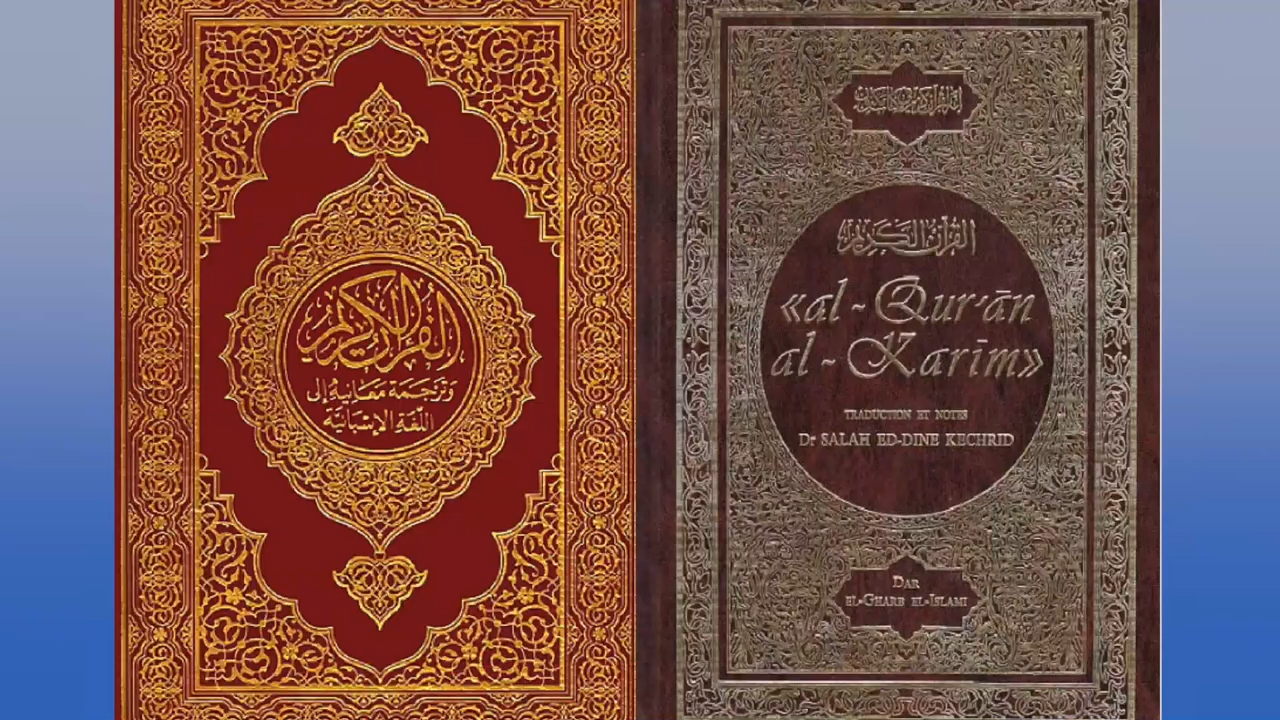 القرآن الكريم
وترجمة معانيه إلى
اللغة الإسبانية
القرآن الكريم
«al-Qur'ān
al-Karīm»
TRADUCTION ET NOTES
Dr SALAH ED-DINE KECHRID
DAR
EL-GHARB EL-ISLAMI